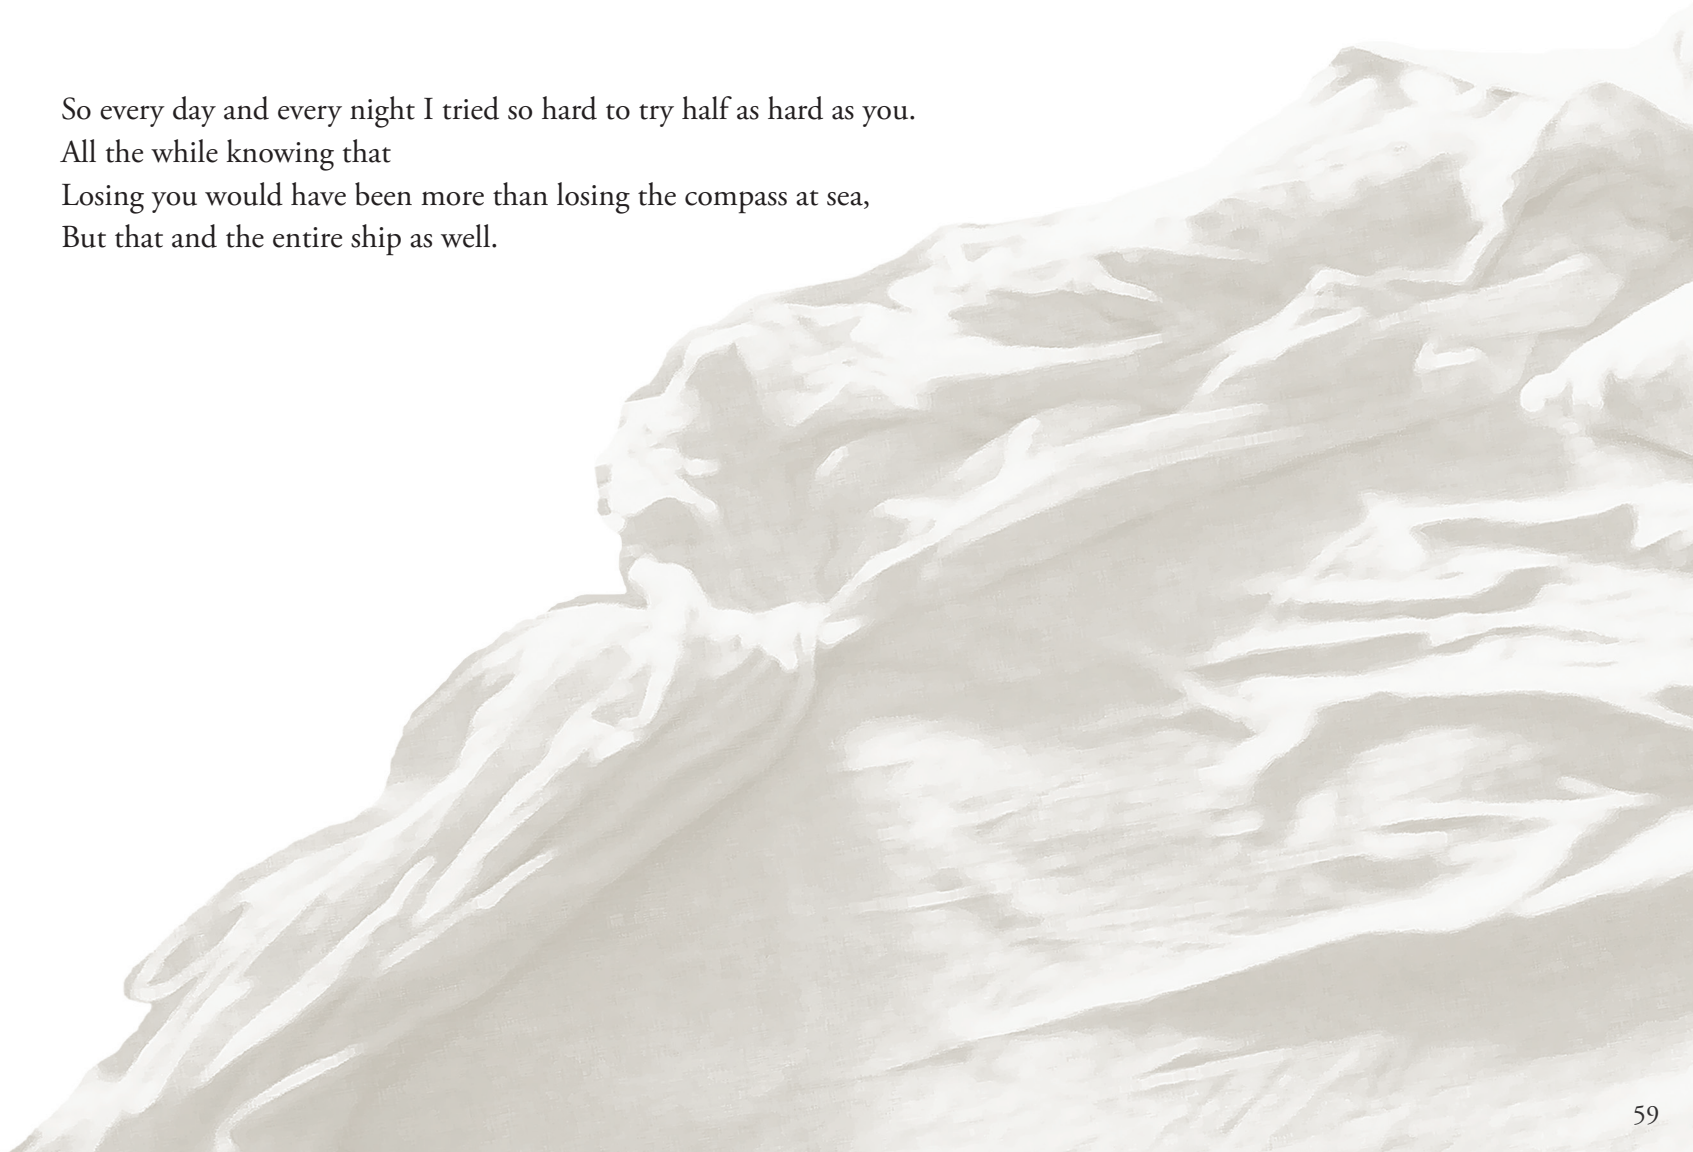 So every day and every night I tried so hard to try half as hard as you.
All the while knowing that
Losing you would have been more than losing the compass at sea,
But that and the entire ship as well.
59